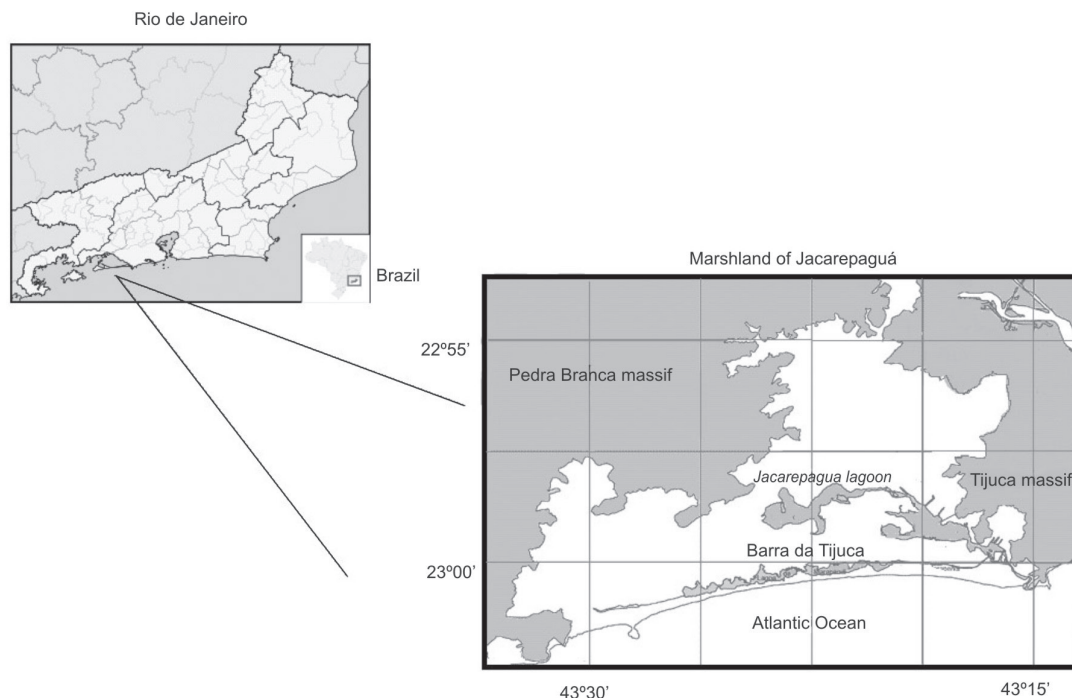 Rio de Janeiro
Brazil
Marshland of Jacarepaguá
22º55’
Pedra Branca massif
Jacarepagua lagoon
Tijuca massif
Barra da Tijuca
23º00’
Atlantic Ocean
43º30’
43º15’